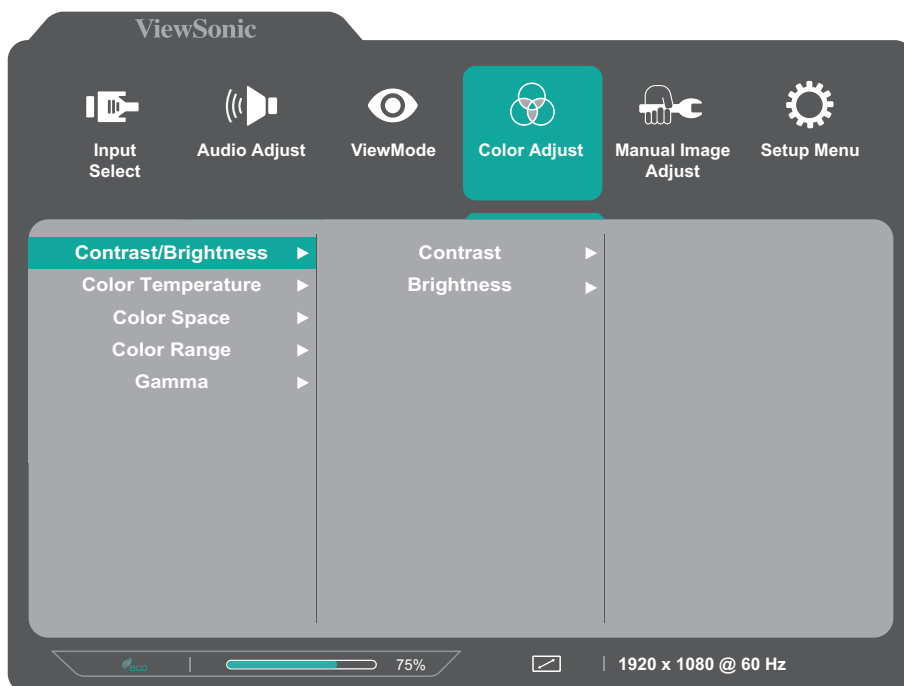 ViewSonic
Input Select
Audio Adjust
ViewMode
Color Adjust
Manual Image Adjust
Setup Menu
Contrast/Brightness
Color Temperature
Color Space
Color Range
Gamma
Contrast
Brightness
eco
75%
1920 x 1080 @ 60 Hz